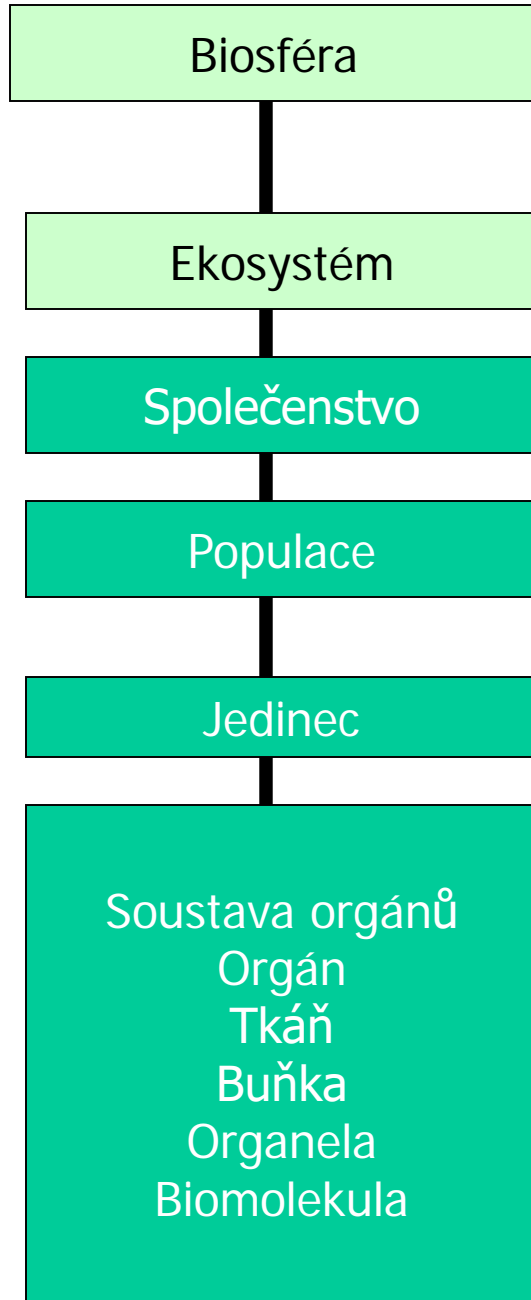 Biosféra
Ekosystém
Společenstvo
Populace
Jedinec
Soustava orgánů
Orgán
Tkáň
Buňka
Organela
Biomolekula